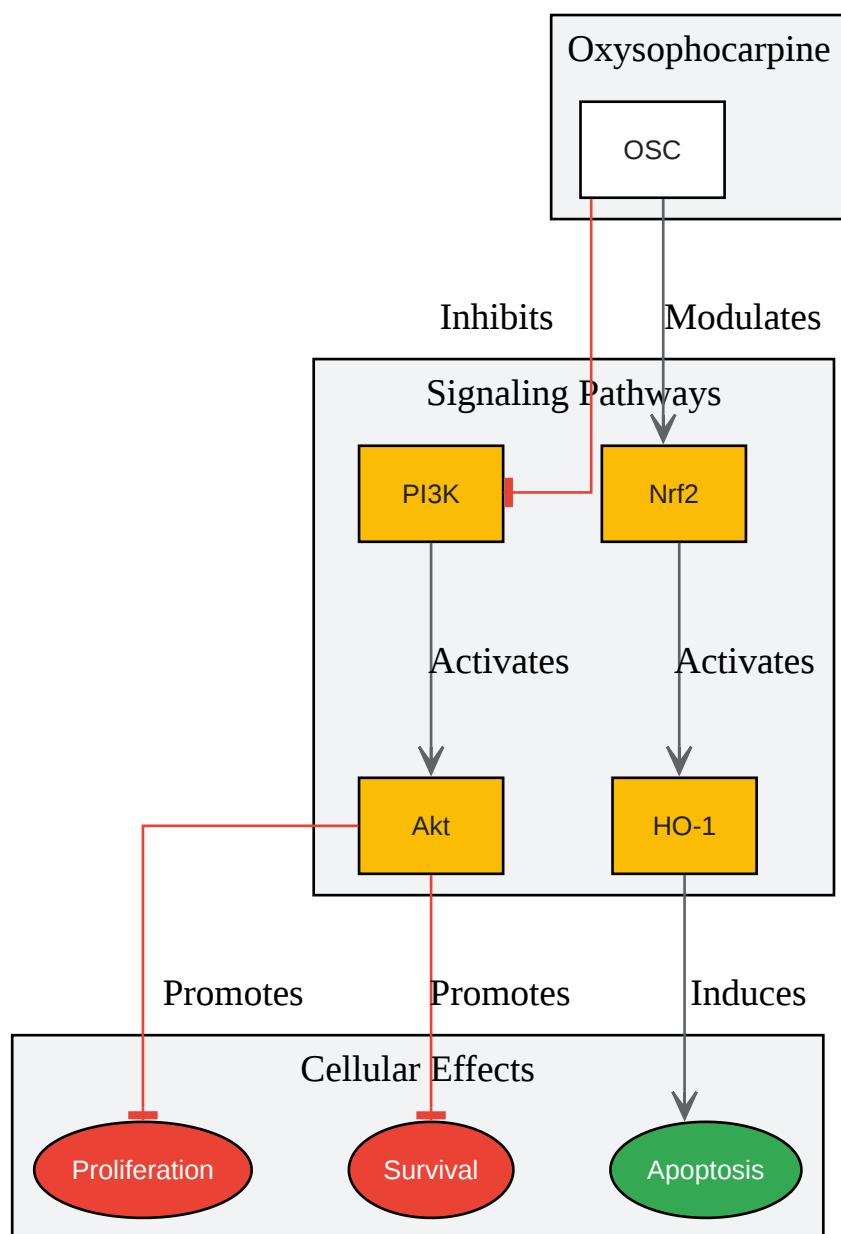 Oxysophocarpine
OSC
Inhibits
Modulates
Signaling Pathways
PI3K
Nrf2
Activates
Activates
Akt
HO-1
Promotes
Promotes
Induces
Cellular Effects
Proliferation
Survival
Apoptosis